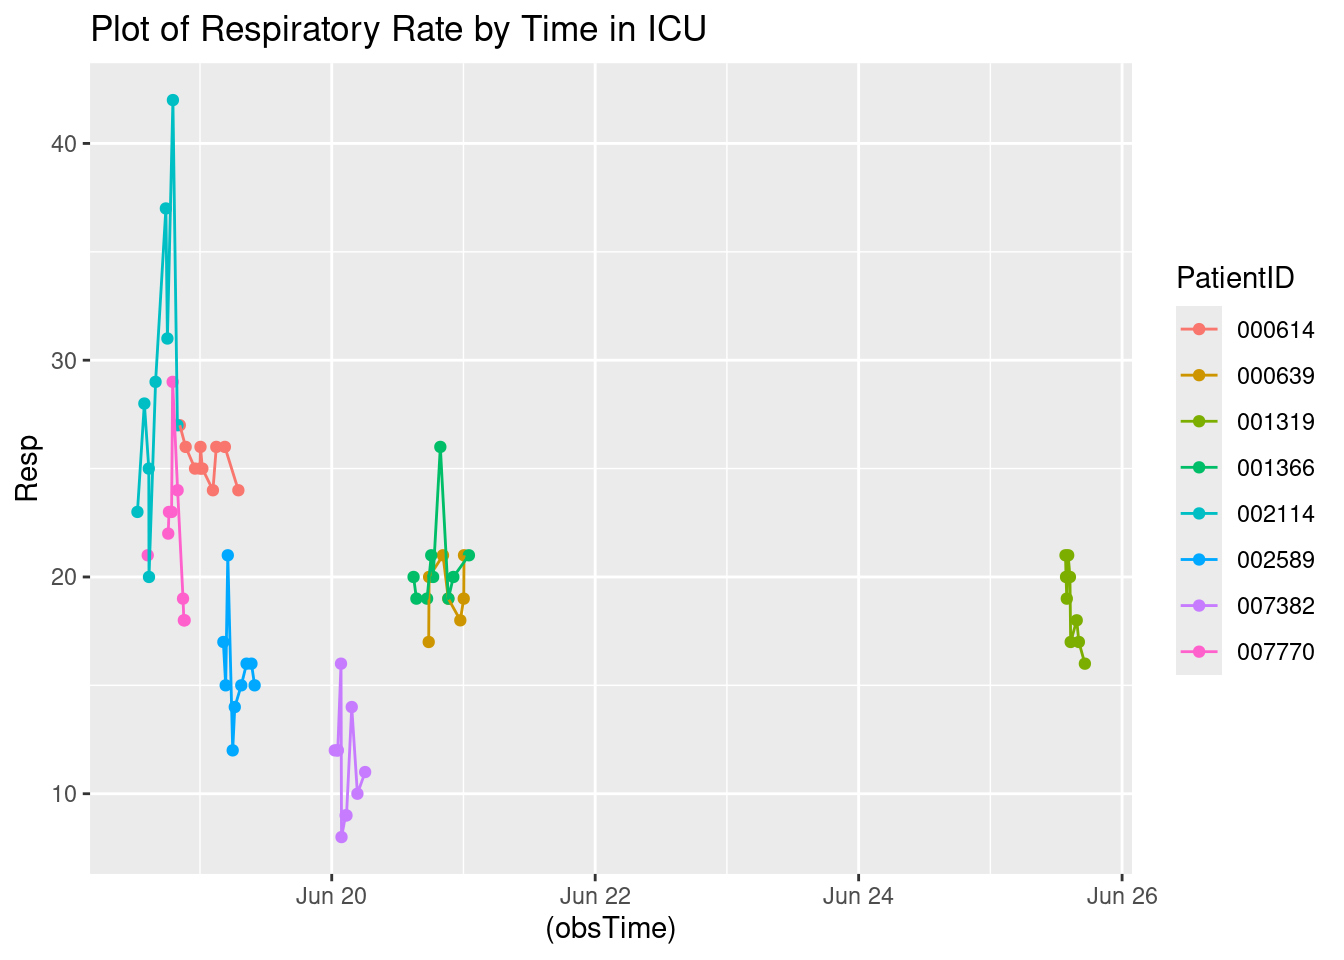 Plot of Respiratory Rate by Time in ICU
40
30
20
10
Resp
Jun 20
Jun 22
Jun 24
Jun 26
(obsTime)
PatientID
000614
000639
001319
001366
002114
002589
007382
007770